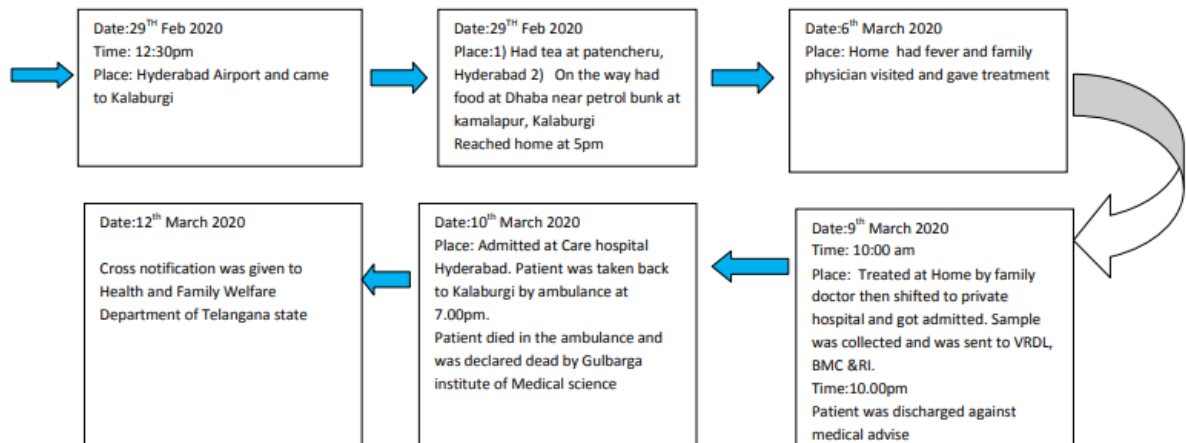 Date:29TH Feb 2020
Time: 12:30pm
Place: Hyderabad Airport and came
to Kalaburgi
Date:29TH Feb 2020
Place:1) Had tea at patencheru,
Hyderabad 2) On the way had
food at Dhaba near petrol bunk at
kamalapur, Kalaburgi
Reached home at 5pm
Date:6th March 2020
Place: Home had fever and family
physician visited and gave treatment
Date:9th March 2020
Time: 10:00 am
Place: Treated at Home by family
doctor then shifted to private
hospital and got admitted. Sample
was collected and was sent to VRDL,
BMC &RI.
Time:10.00pm
Patient was discharged against
medical advise
Date:10th March 2020
Place: Admitted at Care hospital
Hyderabad. Patient was taken back
to Kalaburgi by ambulance at
7.00pm.
Patient died in the ambulance and
was declared dead by Gulbarga
institute of Medical science
Date:12th March 2020
Cross notification was given to
Health and Family Welfare
Department of Telangana state